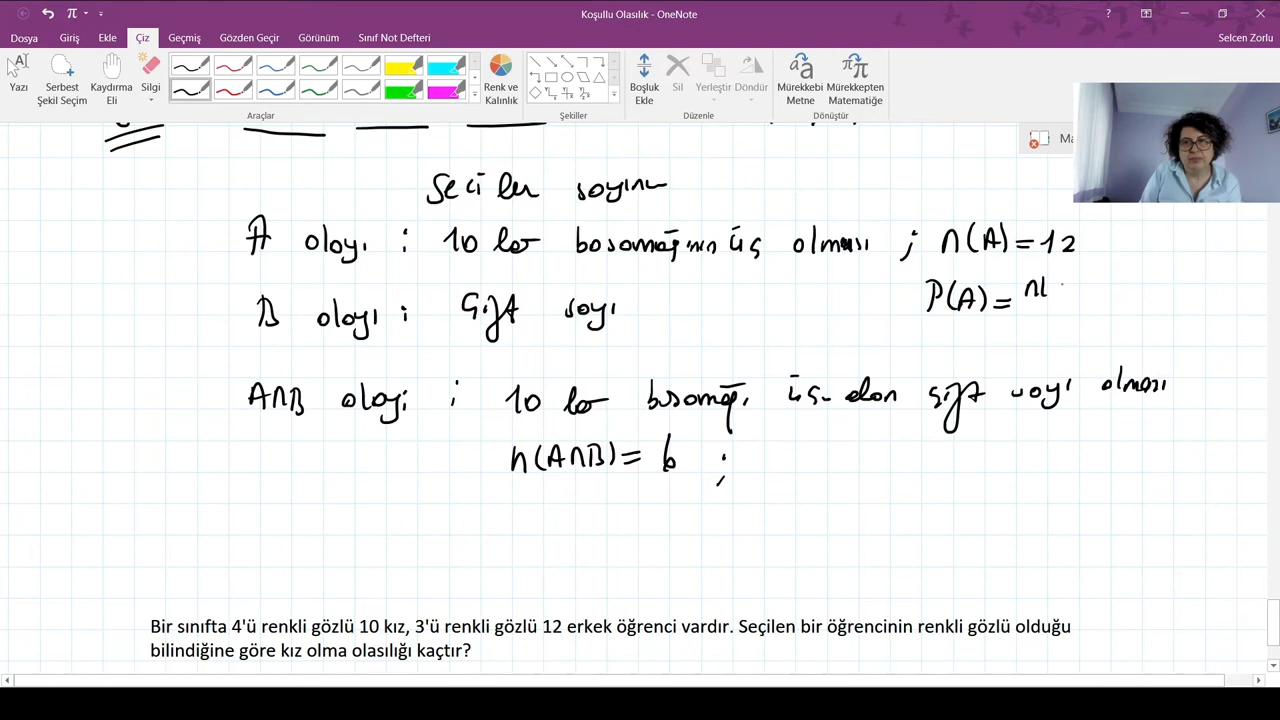 Koşullu Olasılık - OneNote
Dosya Giriş Ekle Çiz Geçmiş Gözden Geçir Görünüm Sınıf Not Defteri
Selcen Zorlu
Yazı
Serbest Şekil Seçim
Kaydırma Eli
Silgi
Renk ve Kalınlık
Boşluk Ekle
Sil
Yerleştir
Döndür
Mürekkebi Metne
Mürekkepten Matematiğe
Araçlar Şekiller Düzenle Dönüştür
Ma
Seçilen sayının
A olayı : 10 lar basamağının üç olması ; n(A)=12
P(A)= n(
B olayı : Çift sayı
A∩B olayı : 10 lar basamağı üç olan çift sayı olması
n(A∩B)= 6 ;
Bir sınıfta 4'ü renkli gözlü 10 kız, 3'ü renkli gözlü 12 erkek öğrenci vardır. Seçilen bir öğrencinin renkli gözlü olduğu
bilindiğine göre kız olma olasılığı kaçtır?